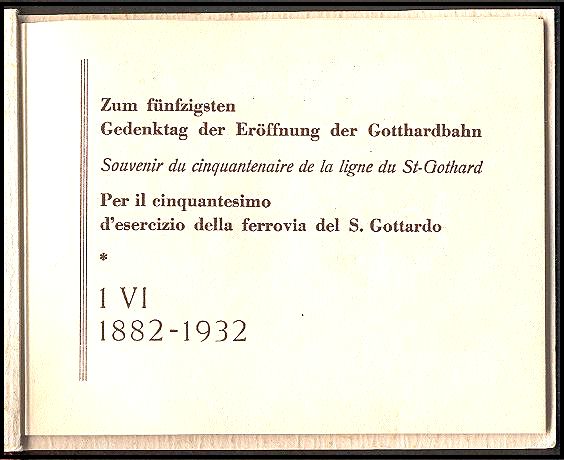 Zum fünfzigsten
Gedenktag der Eröffnung der Gotthardbahn
Souvenir du cinquantenaire de la ligne du St-Gothard
Per il cinquantesimo
d'esercizio della ferrovia del S. Gottardo
*
1 VI
1882-1932